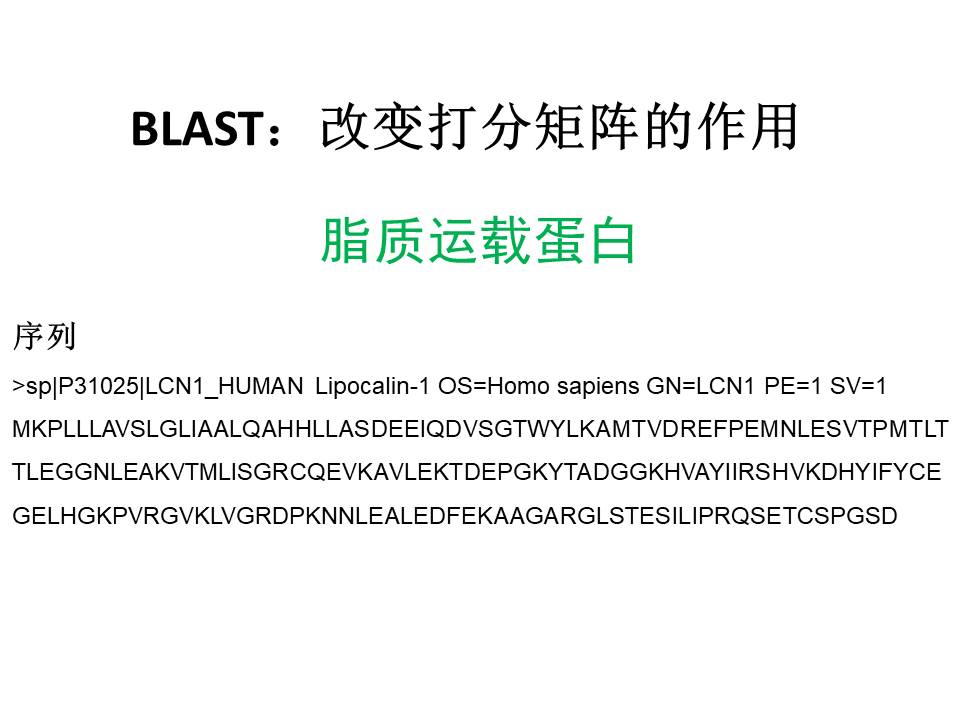 BLAST：改变打分矩阵的作用
脂质运载蛋白
序列
>sp|P31025|LCN1_HUMAN Lipocalin-1 OS=Homo sapiens GN=LCN1 PE=1 SV=1
MKPLLLAVSLGLIAALQAHHLLASDEEIQDVSGTWYLKAMTVDREFPEMNLESVTPMTLT
TLEGGNLEAKVTMLISGRCQEVKAVLEKTDEPGKYTADGGKHVAYIIRSHVKDHYIFYCE
GELHGKPVRGVKLVGRDPKNNLEALEDFEKAAGARGLSTESILIPRQSETCSPGSD